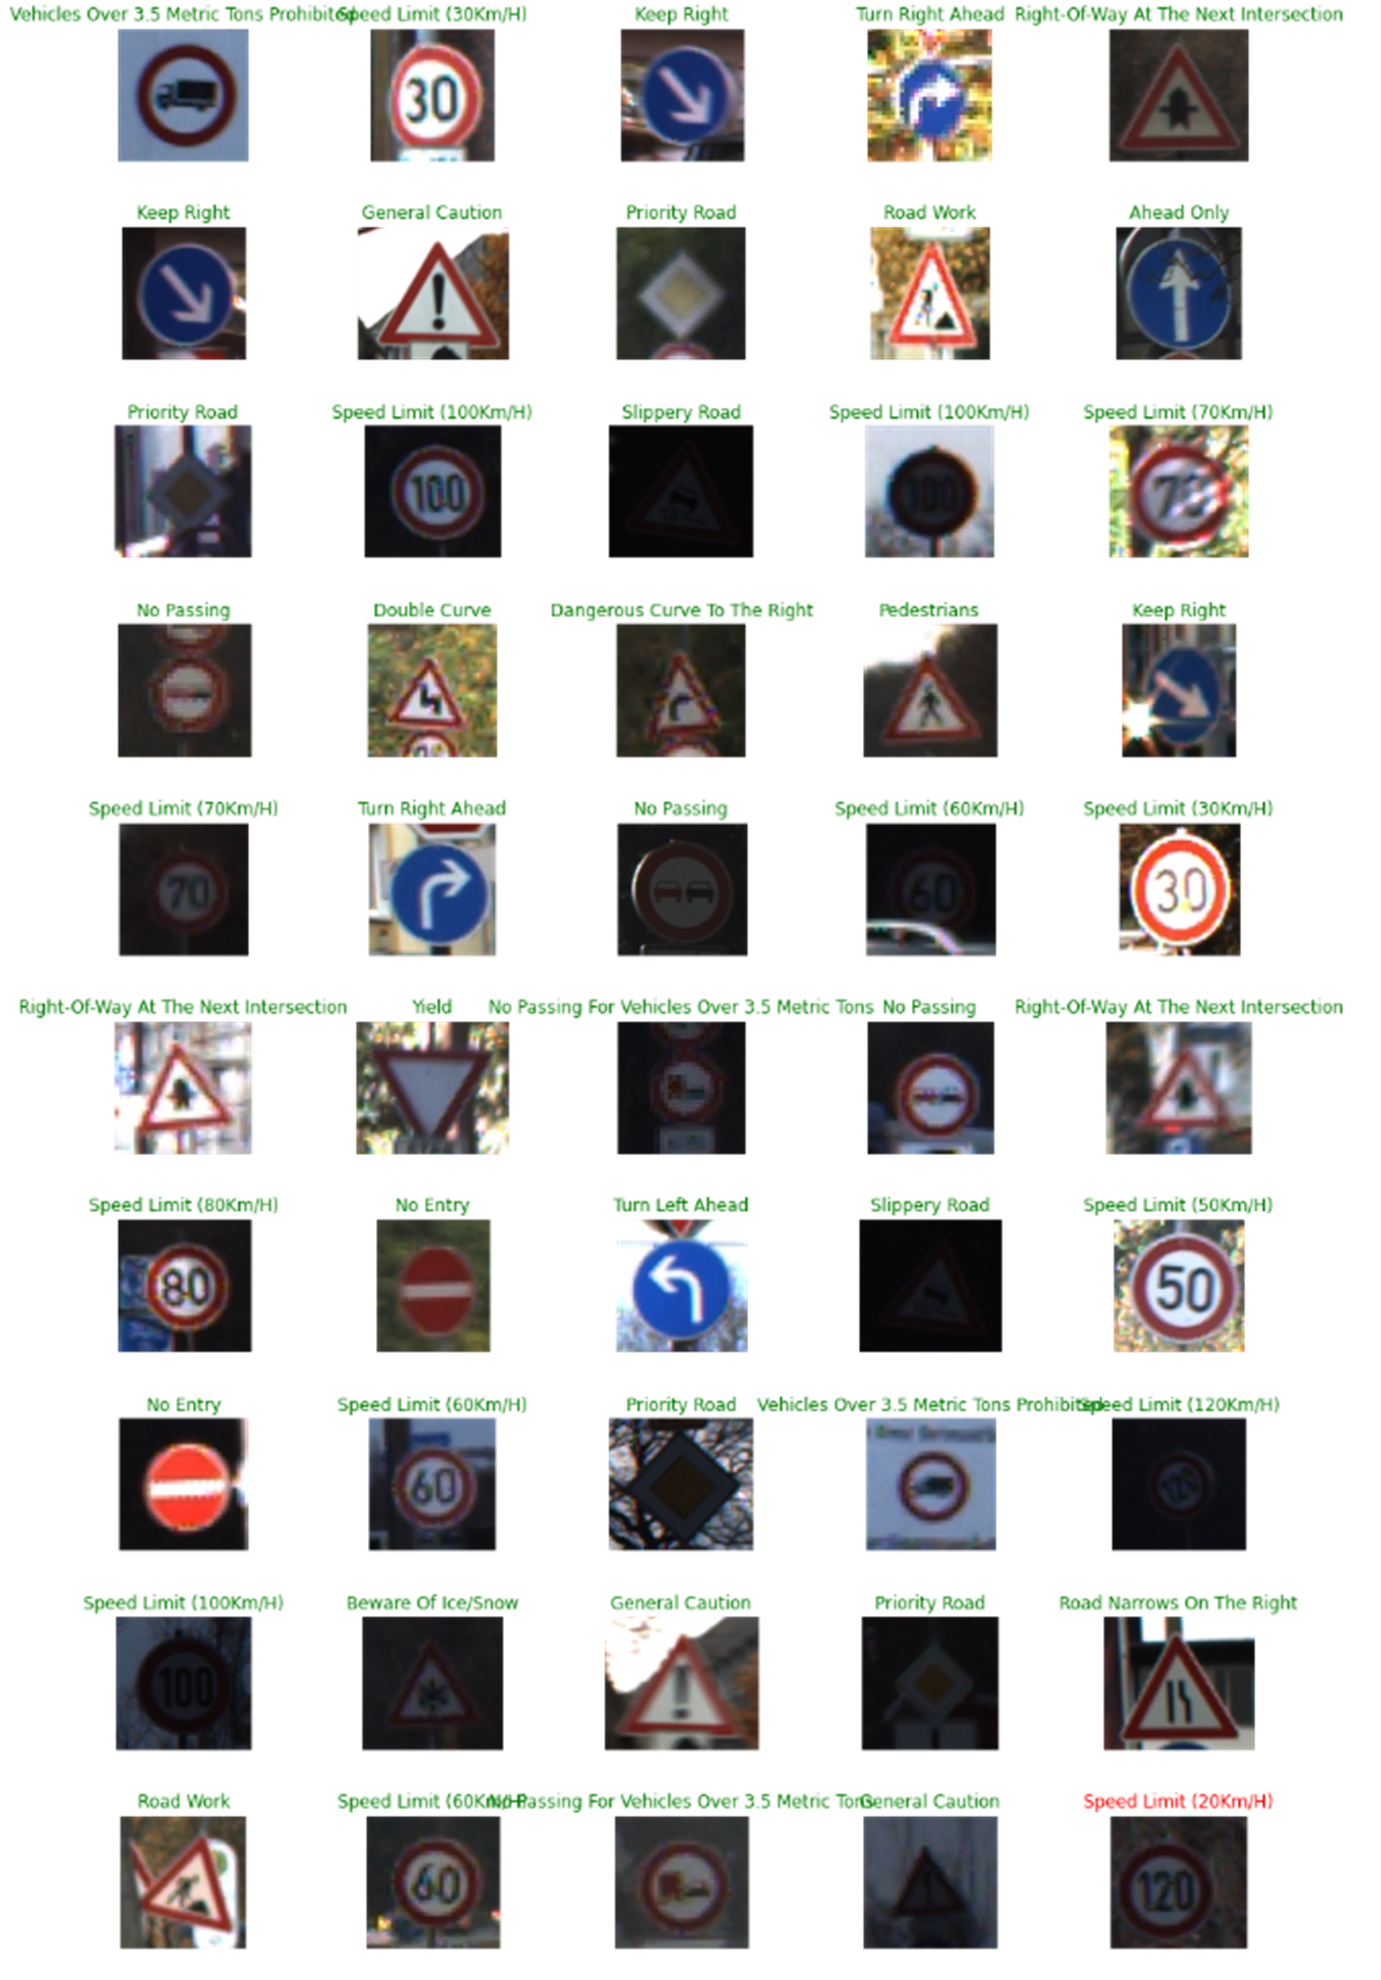 Vehicles Over 3.5 Metric Tons Prohibited Speed Limit (30Km/H) Keep Right Turn Right Ahead Right-Of-Way At The Next Intersection
30
Keep Right General Caution Priority Road Road Work Ahead Only
Priority Road Speed Limit (100Km/H) Slippery Road Speed Limit (100Km/H) Speed Limit (70Km/H)
100 100 70
No Passing Double Curve Dangerous Curve To The Right Pedestrians Keep Right
Speed Limit (70Km/H) Turn Right Ahead No Passing Speed Limit (60Km/H) Speed Limit (30Km/H)
70 60 30
Right-Of-Way At The Next Intersection Yield No Passing For Vehicles Over 3.5 Metric Tons No Passing Right-Of-Way At The Next Intersection
Speed Limit (80Km/H) No Entry Turn Left Ahead Slippery Road Speed Limit (50Km/H)
80 50
No Entry Speed Limit (60Km/H) Priority Road Vehicles Over 3.5 Metric Tons Prohibited Speed Limit (120Km/H)
60 120
Speed Limit (100Km/H) Beware Of Ice/Snow General Caution Priority Road Road Narrows On The Right
100
Road Work Speed Limit (60Km/H) No Passing For Vehicles Over 3.5 Metric Tons General Caution Speed Limit (20Km/H)
60 120